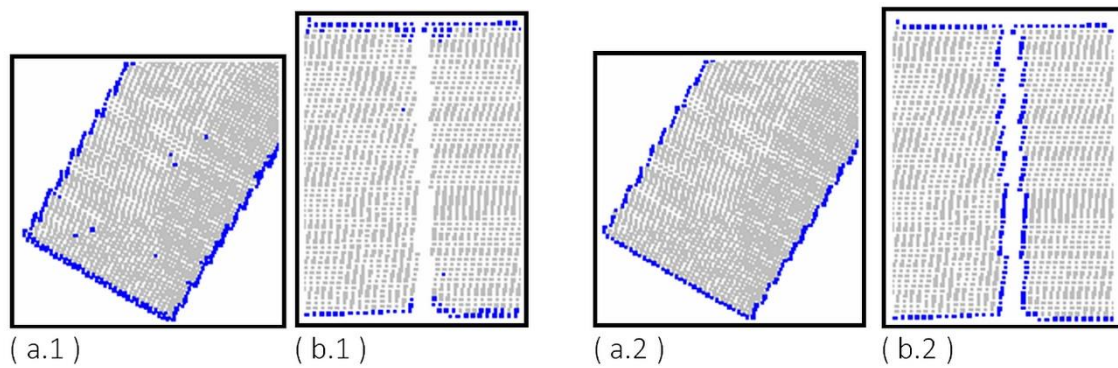 ( a.1 )
( b.1 )
( a.2 )
( b.2 )